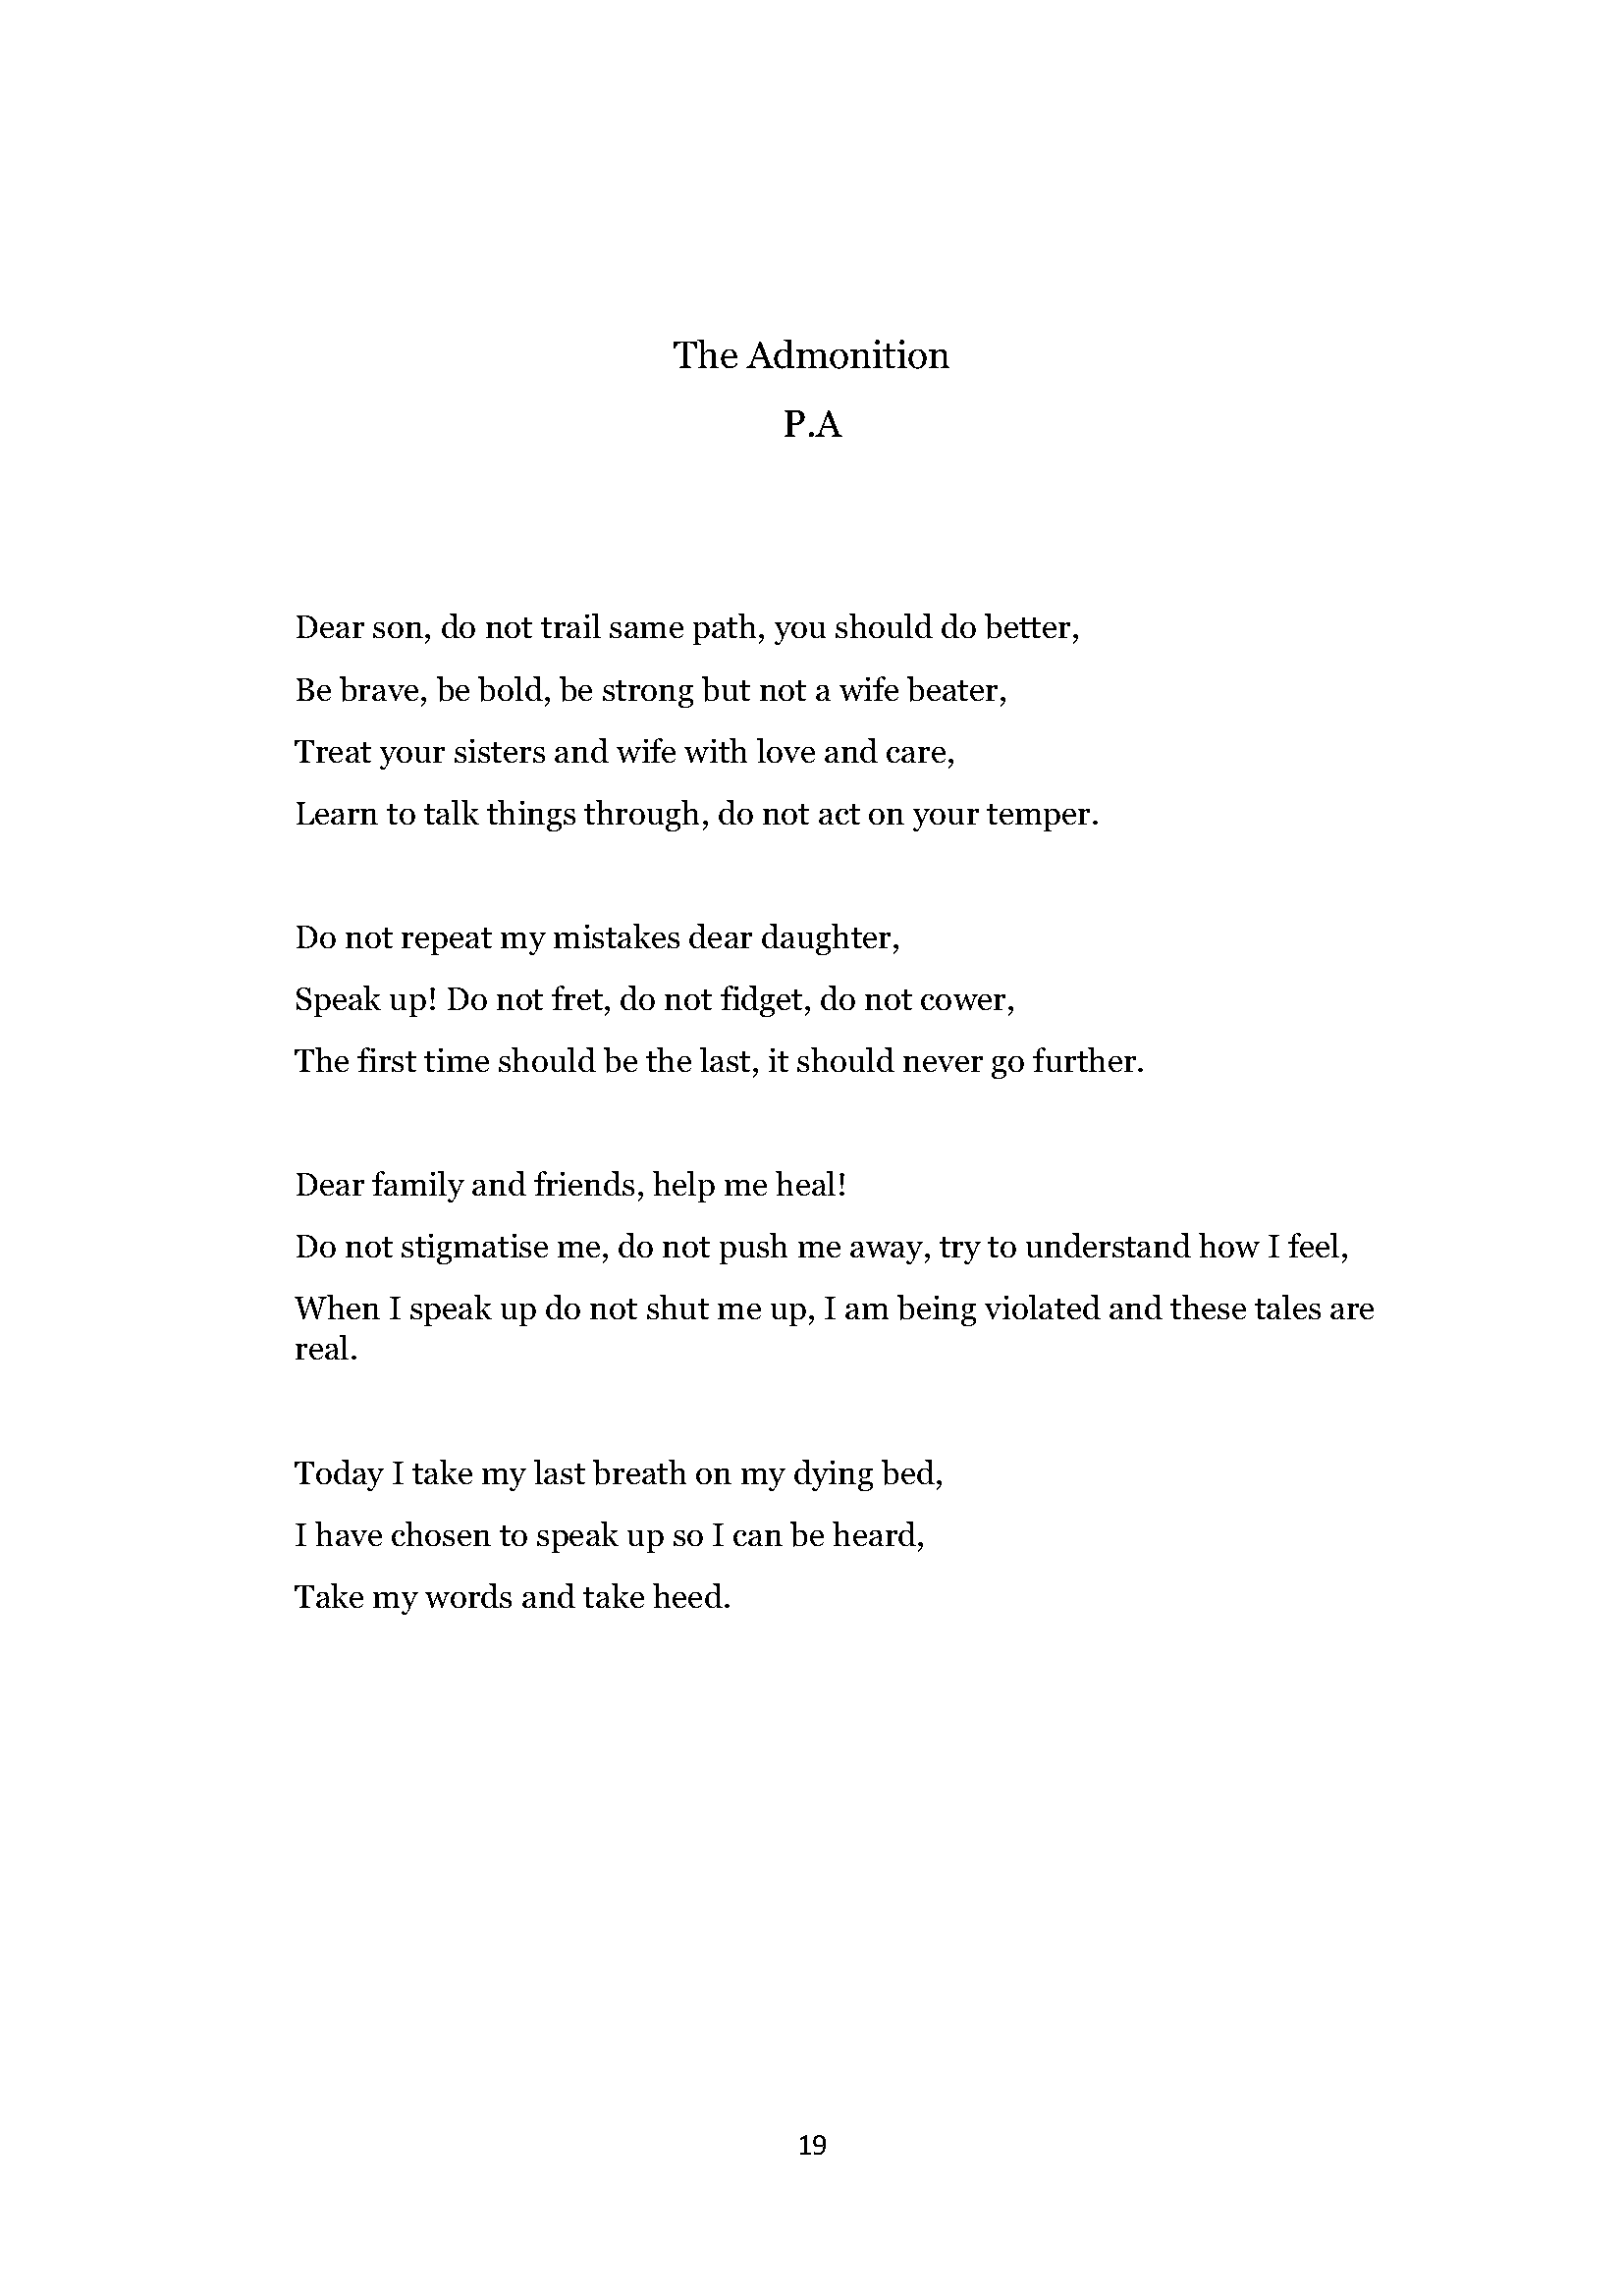 The Admonition
P.A
Dear son, do not trail same path, you should do better,
Be brave, be bold, be strong but not a wife beater,
Treat your sisters and wife with love and care,
Learn to talk things through, do not act on your temper.
Do not repeat my mistakes dear daughter,
Speak up! Do not fret, do not fidget, do not cower,
The first time should be the last, it should never go further.
Dear family and friends, help me heal!
Do not stigmatise me, do not push me away, try to understand how I feel,
When I speak up do not shut me up, I am being violated and these tales are
real.
Today I take my last breath on my dying bed,
I have chosen to speak up so I can be heard,
Take my words and take heed.
19